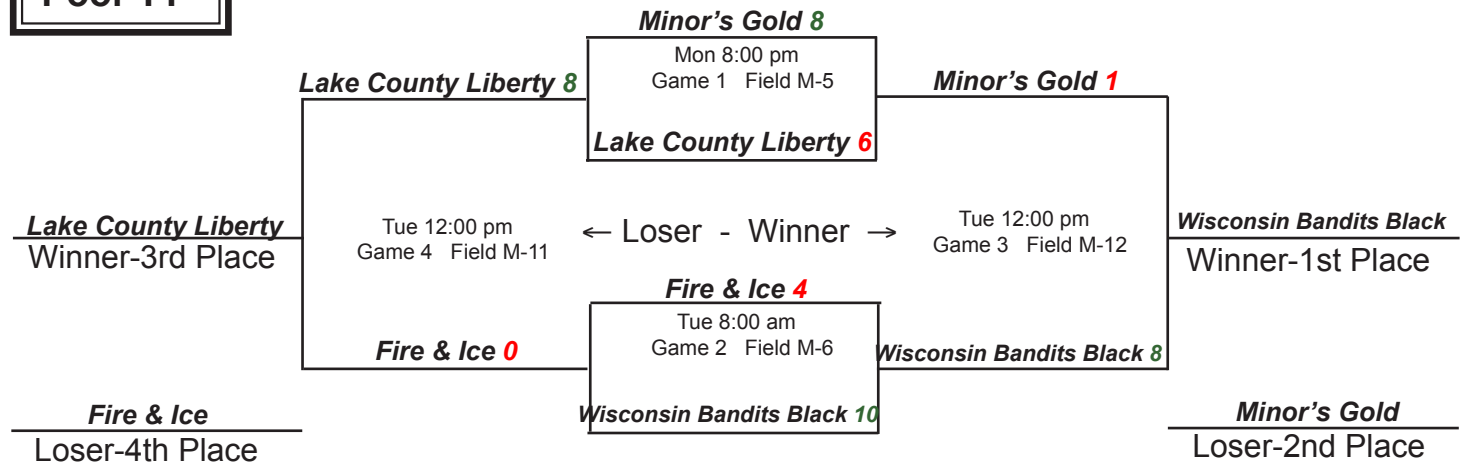 Minor's Gold 8
Mon 8:00 pm
Game 1 Field M-5
Lake County Liberty 8
Minor's Gold 1
Lake County Liberty 6
Lake County Liberty
Winner-3rd Place
Tue 12:00 pm
Game 4 Field M-11
← Loser - Winner →
Tue 12:00 pm
Game 3 Field M-12
Wisconsin Bandits Black
Winner-1st Place
Fire & Ice 4
Tue 8:00 am
Game 2 Field M-6
Fire & Ice 0
Wisconsin Bandits Black 8
Wisconsin Bandits Black 10
Fire & Ice
Loser-4th Place
Minor's Gold
Loser-2nd Place